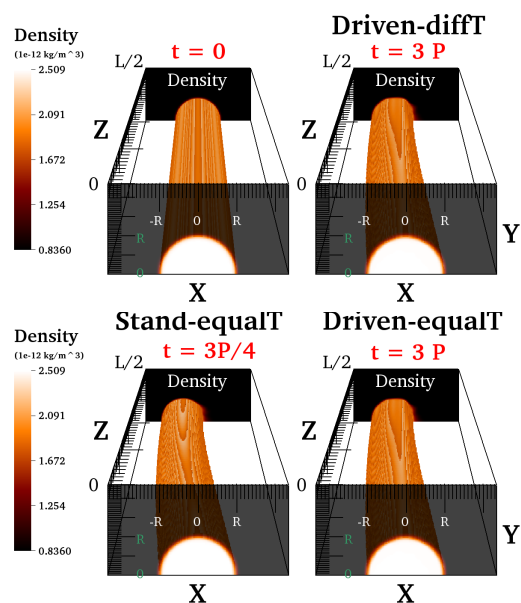 Driven-diffT
Density
(1e-12 kg/m^3)
2.509
2.091
1.672
1.254
0.8360
t = 0
L/2
Density
Z
0
-R 0 R
R
0
X
t = 3 P
L/2
Density
Z
0
-R 0 R
R
0
Y
X
Stand-equalT
Driven-equalT
Density
(1e-12 kg/m^3)
2.509
2.091
1.672
1.254
0.8360
t = 3P/4
L/2
Density
Z
0
-R 0 R
R
0
X
t = 3 P
L/2
Density
Z
0
-R 0 R
R
0
Y
X